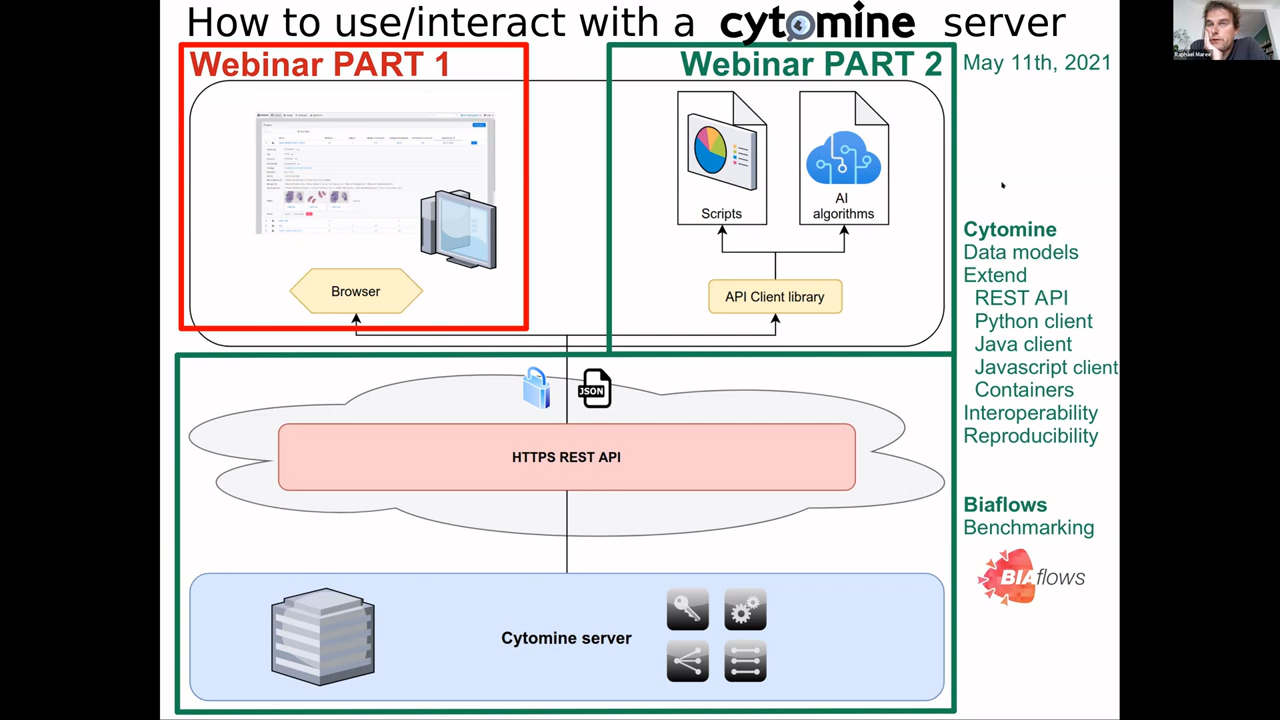 How to use/interact with a cytomine server
Raphael Maree
Webinar PART 1
Webinar PART 2
May 11th, 2021
Scripts
AI
algorithms
Browser
API Client library
Cytomine
Data models
Extend
REST API
Python client
Java client
Javascript client
Containers
Interoperability
Reproducibility
JSON
HTTPS REST API
Biaflows
Benchmarking
BIAflows
Cytomine server